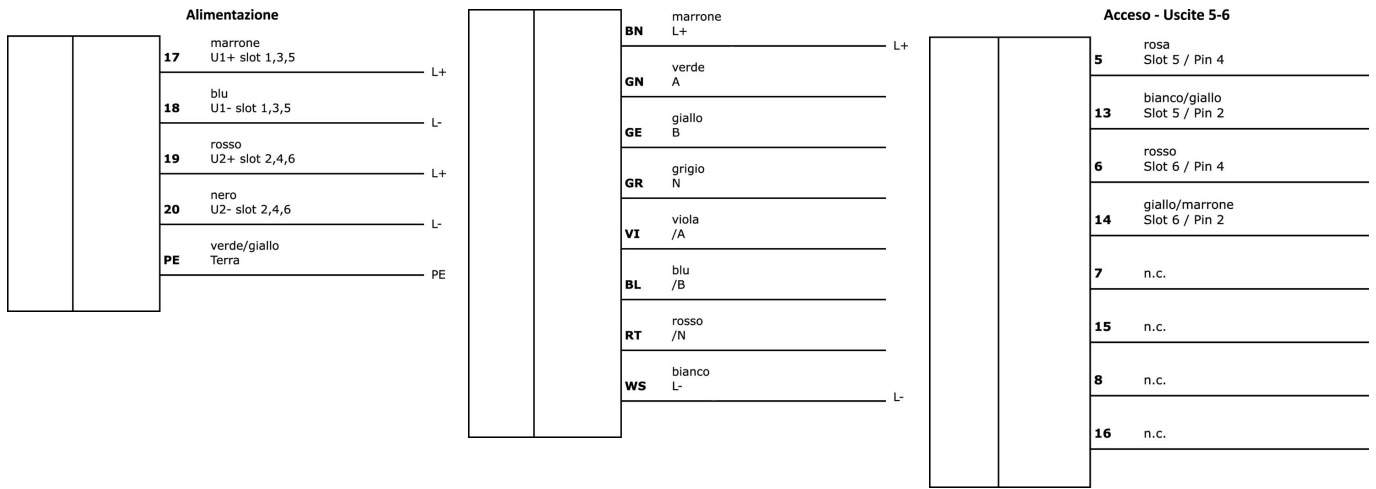 Alimentazione
marrone
17 U1+ slot 1,3,5
L+
blu
18 U1- slot 1,3,5
L-
rosso
19 U2+ slot 2,4,6
L+
nero
20 U2- slot 2,4,6
L-
verde/giallo
PE Terra
PE
marrone
BN L+
L+
verde
GN A
giallo
GE B
grigio
GR N
viola
VI /A
blu
BL /B
rosso
RT /N
bianco
WS L-
L-
Acceso - Uscite 5-6
rosa
5 Slot 5 / Pin 4
bianco/giallo
13 Slot 5 / Pin 2
rosso
6 Slot 6 / Pin 4
giallo/marrone
14 Slot 6 / Pin 2
7 n.c.
15 n.c.
8 n.c.
16 n.c.